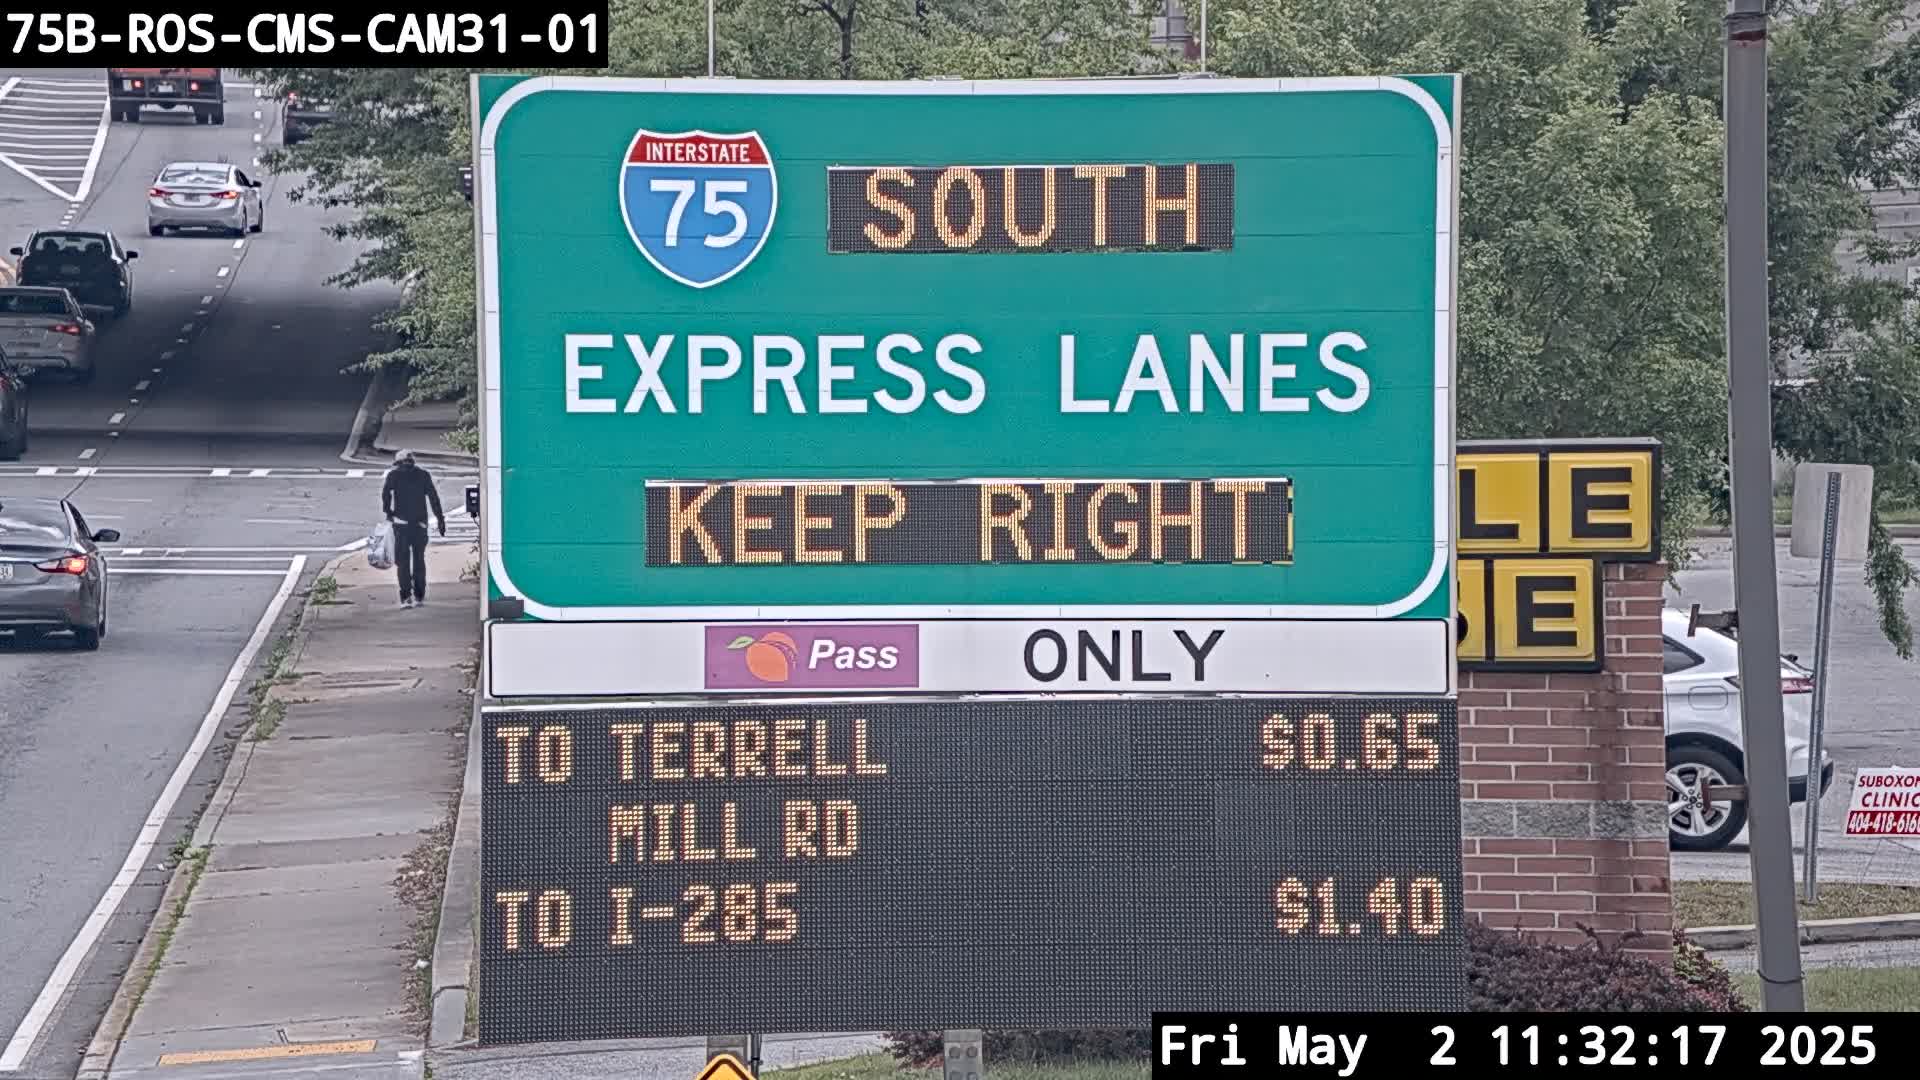 75B-ROS-CMS-CAM31-01
INTERSTATE
75
SOUTH
EXPRESS LANES
KEEP RIGHT
Pass ONLY
TO TERRELL $0.65
MILL RD
TO I-285 $1.40
LE
E
CLINIC
Fri May 2 11:32:17 2025